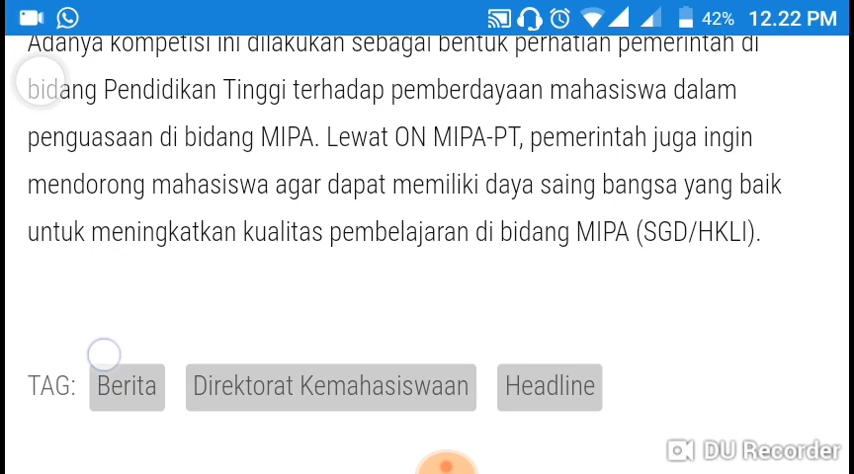 42% 12.22 PM
Adanya kompetisi ini dilakukan sebagai bentuk perhatian pemerintah di
bidang Pendidikan Tinggi terhadap pemberdayaan mahasiswa dalam
penguasaan di bidang MIPA. Lewat ON MIPA-PT, pemerintah juga ingin
mendorong mahasiswa agar dapat memiliki daya saing bangsa yang baik
untuk meningkatkan kualitas pembelajaran di bidang MIPA (SGD/HKLI).
TAG: Berita Direktorat Kemahasiswaan Headline
DU Recorder